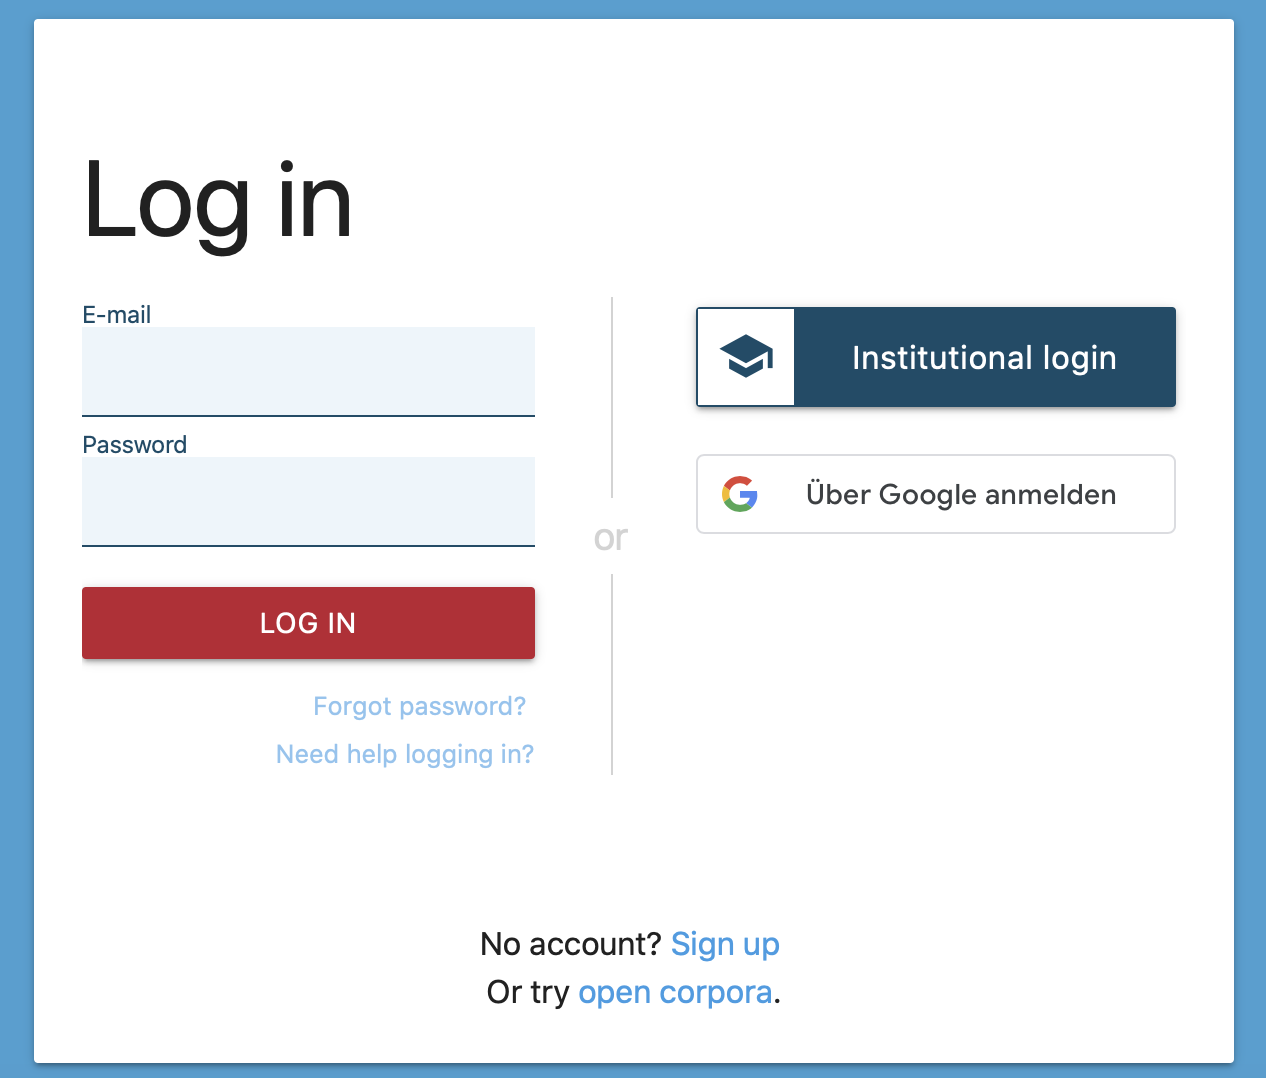 Log in
E-mail
Password
LOG IN
Forgot password?
Need help logging in?
or
Institutional login
Über Google anmelden
No account? Sign up
Or try open corpora.